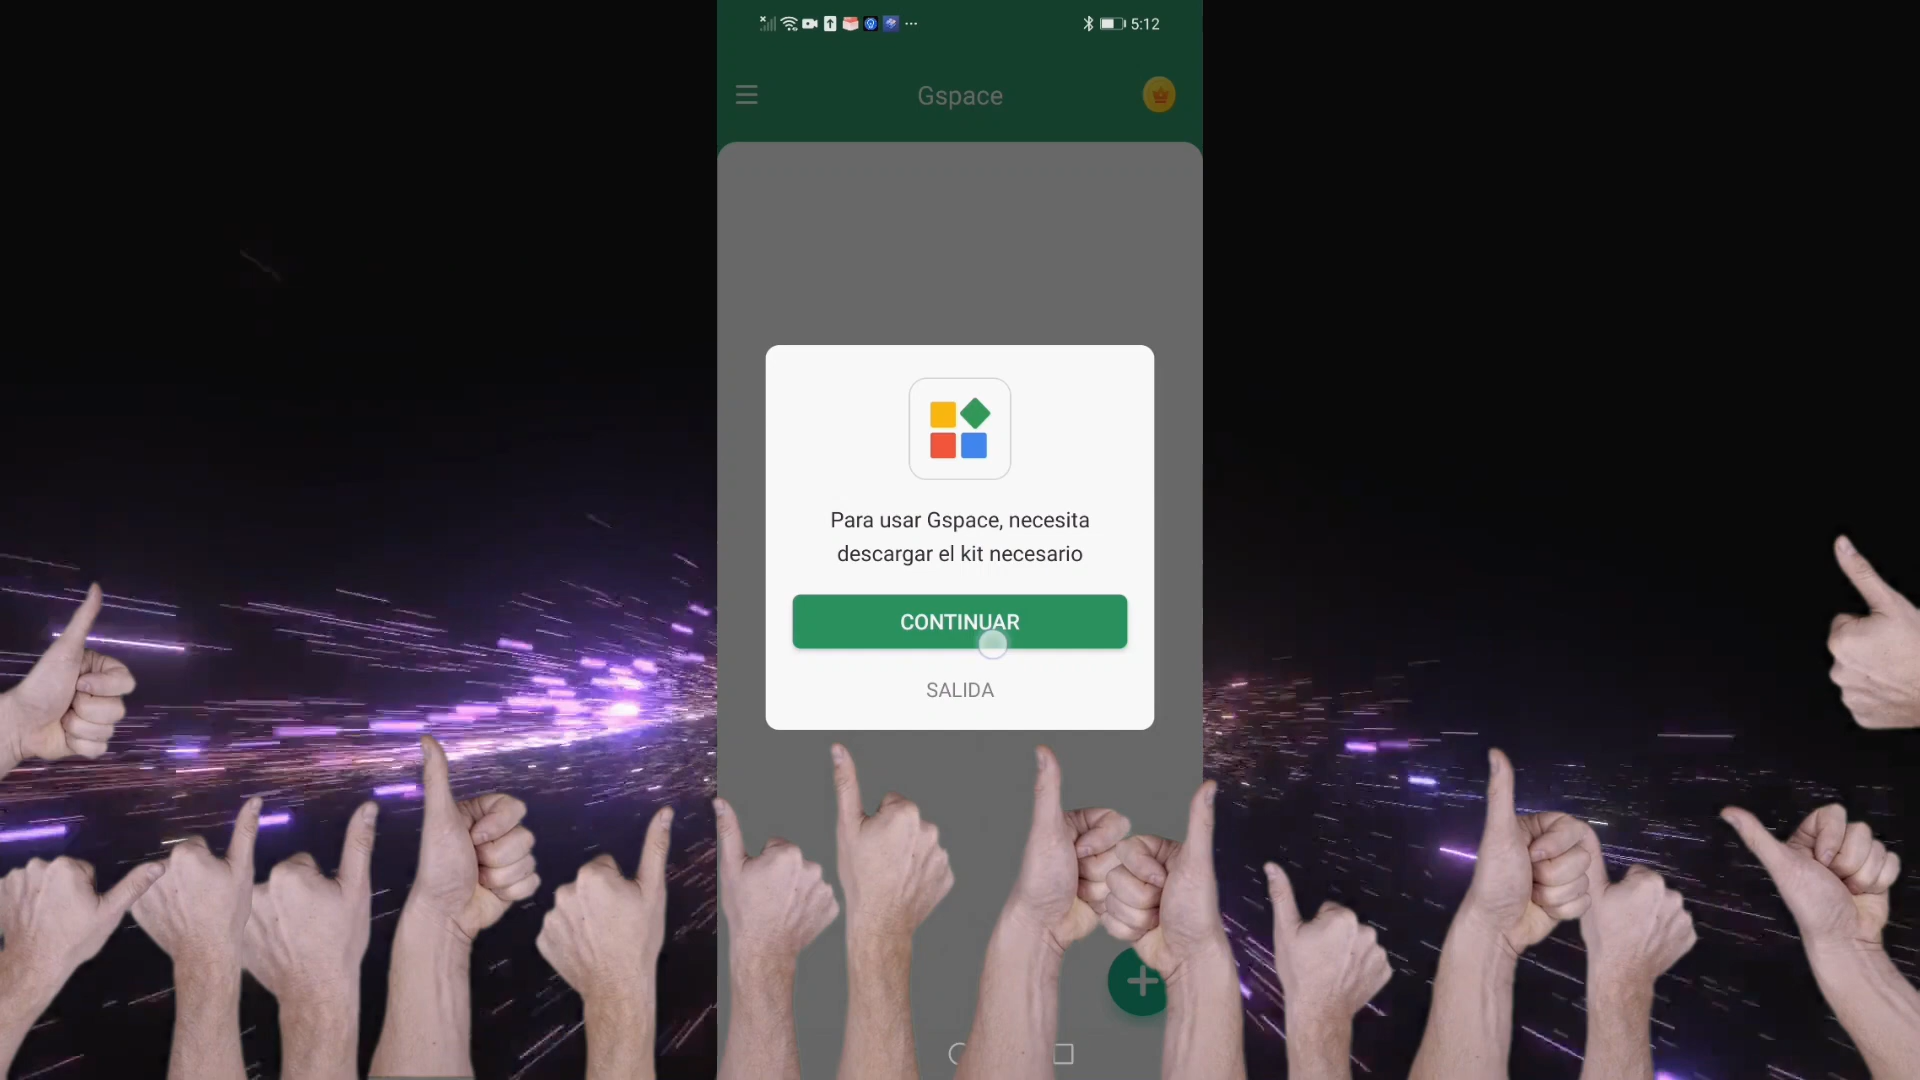 5:12
Gspace
Para usar Gspace, necesita
descargar el kit necesario
CONTINUAR
SALIDA